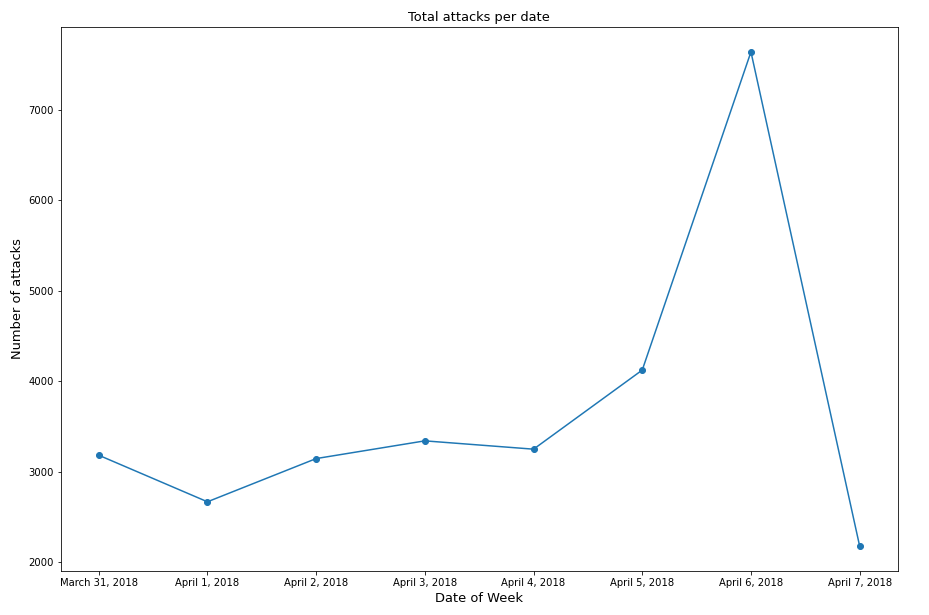 Total attacks per date
Number of attacks
7000
6000
5000
4000
3000
2000
March 31, 2018
April 1, 2018
April 2, 2018
April 3, 2018
April 4, 2018
April 5, 2018
April 6, 2018
April 7, 2018
Date of Week